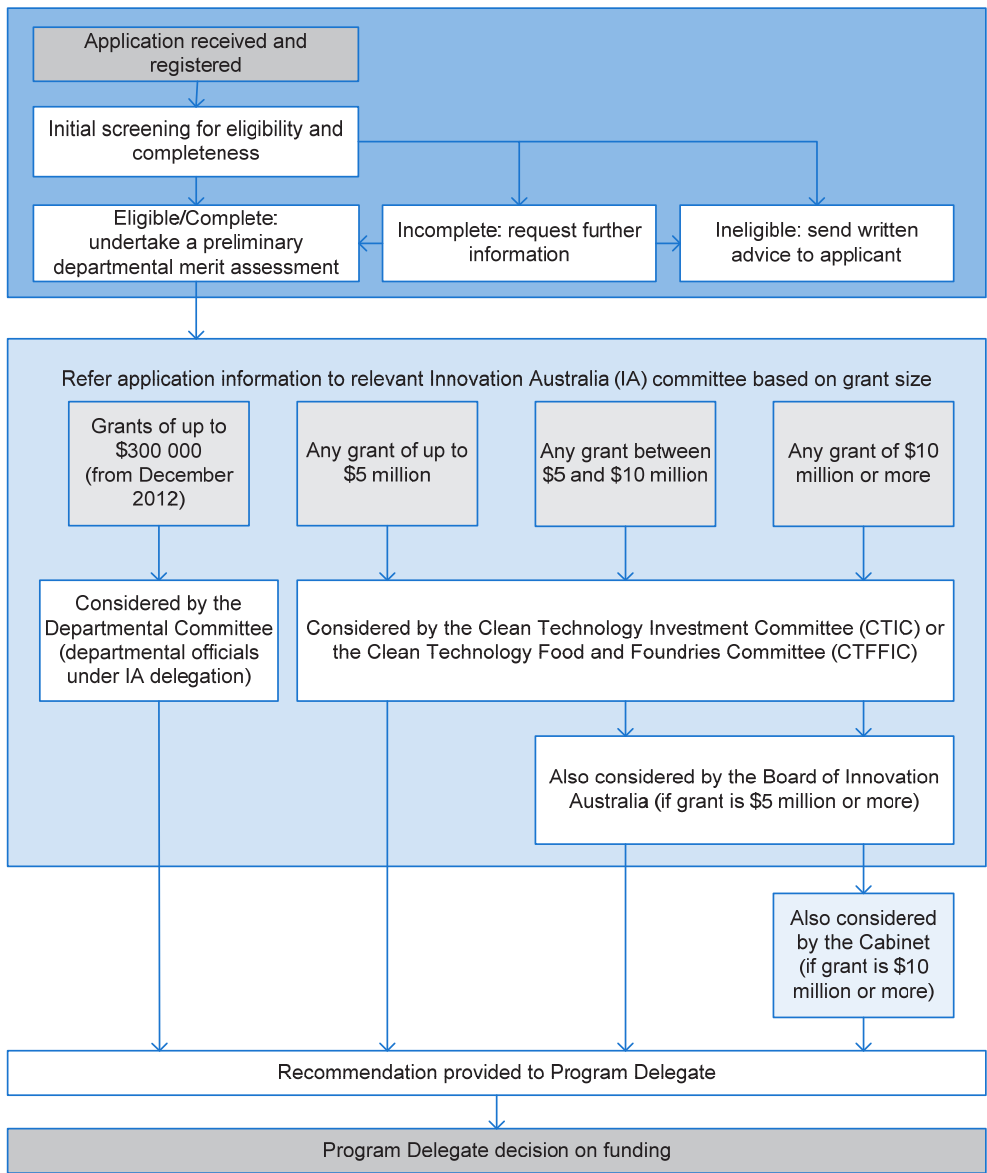 Application received and
registered
Initial screening for eligibility and
completeness
Eligible/Complete:
undertake a preliminary
departmental merit assessment
Incomplete: request further
information
Ineligible: send written
advice to applicant
Refer application information to relevant Innovation Australia (IA) committee based on grant size
Grants of up to
$300 000
(from December
2012)
Any grant of up to
$5 million
Any grant between
$5 and $10 million
Any grant of $10
million or more
Considered by the
Departmental Committee
(departmental officials
under IA delegation)
Considered by the Clean Technology Investment Committee (CTIC) or
the Clean Technology Food and Foundries Committee (CTFFIC)
Also considered by the Board of Innovation
Australia (if grant is $5 million or more)
Also considered
by the Cabinet
(if grant is $10
million or more)
Recommendation provided to Program Delegate
Program Delegate decision on funding